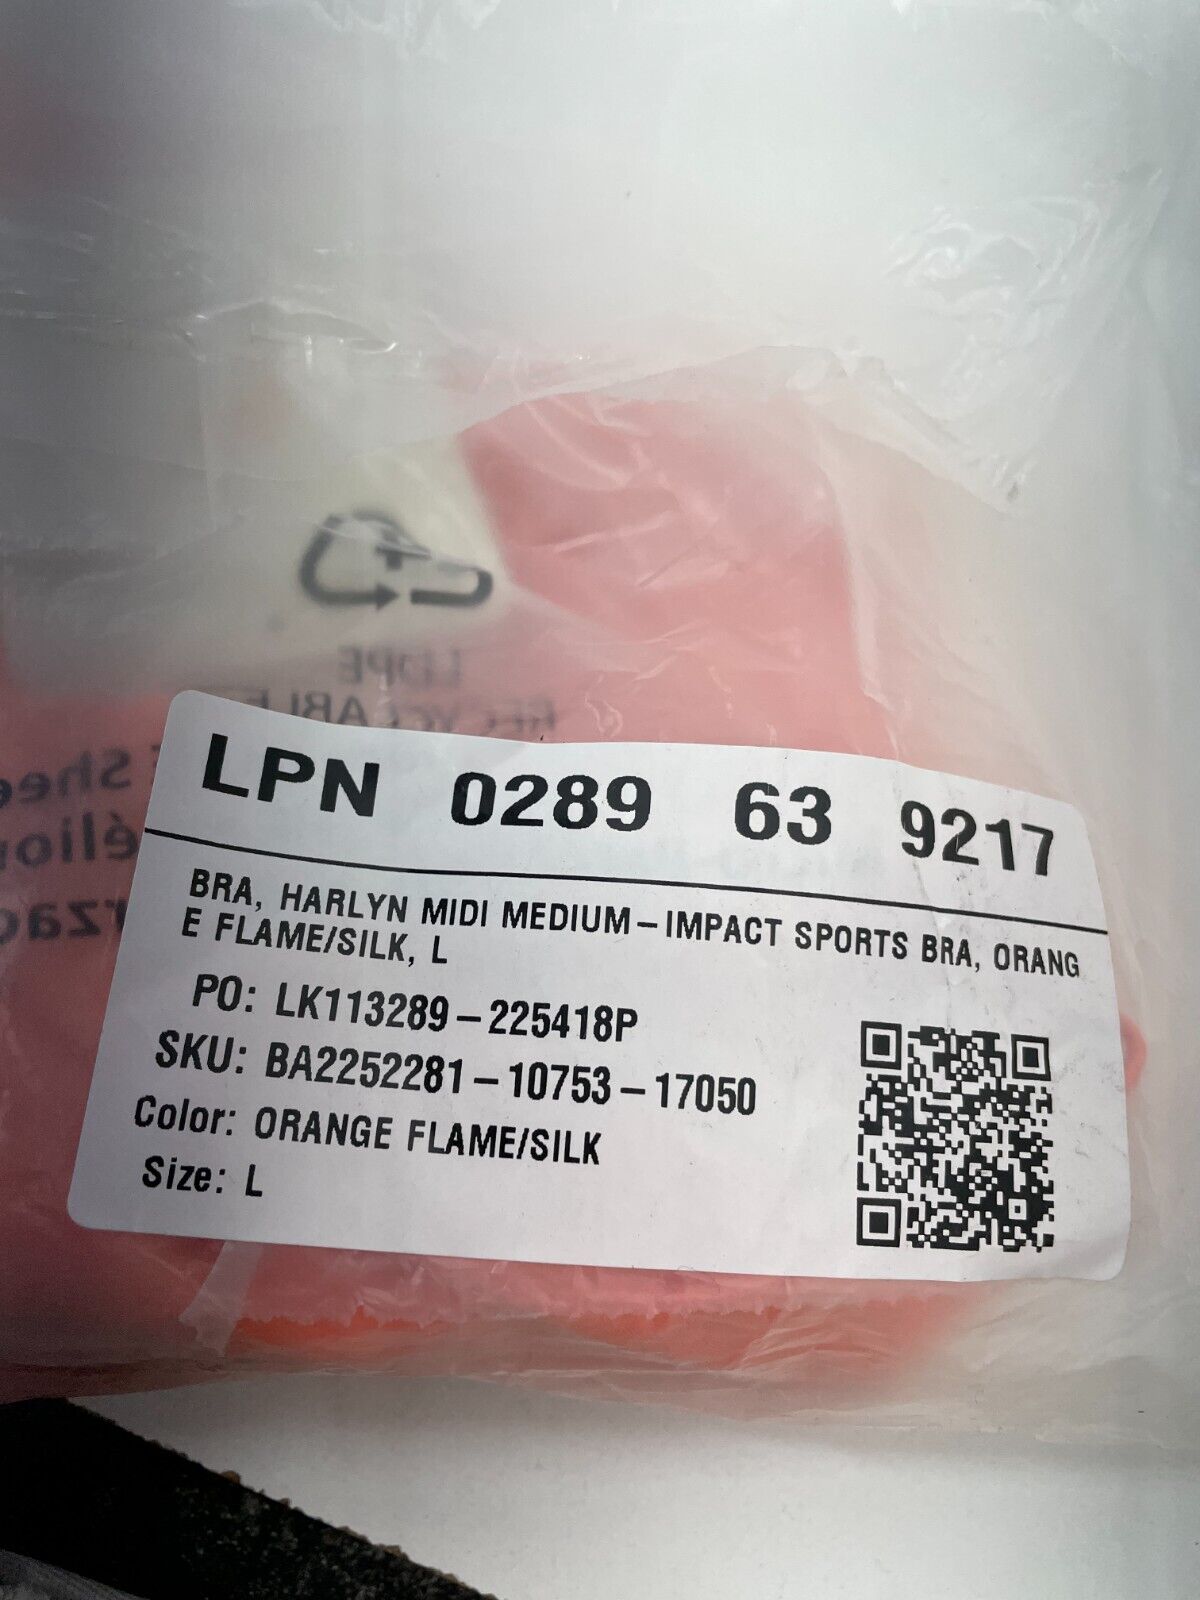 LDPE
RECYCLABLE
LPN 0289 63 9217
BRA, HARLYN MIDI MEDIUM-IMPACT SPORTS BRA, ORANG
E FLAME/SILK, L
PO: LK113289-225418P
SKU: BA2252281-10753-17050
Color: ORANGE FLAME/SILK
Size: L